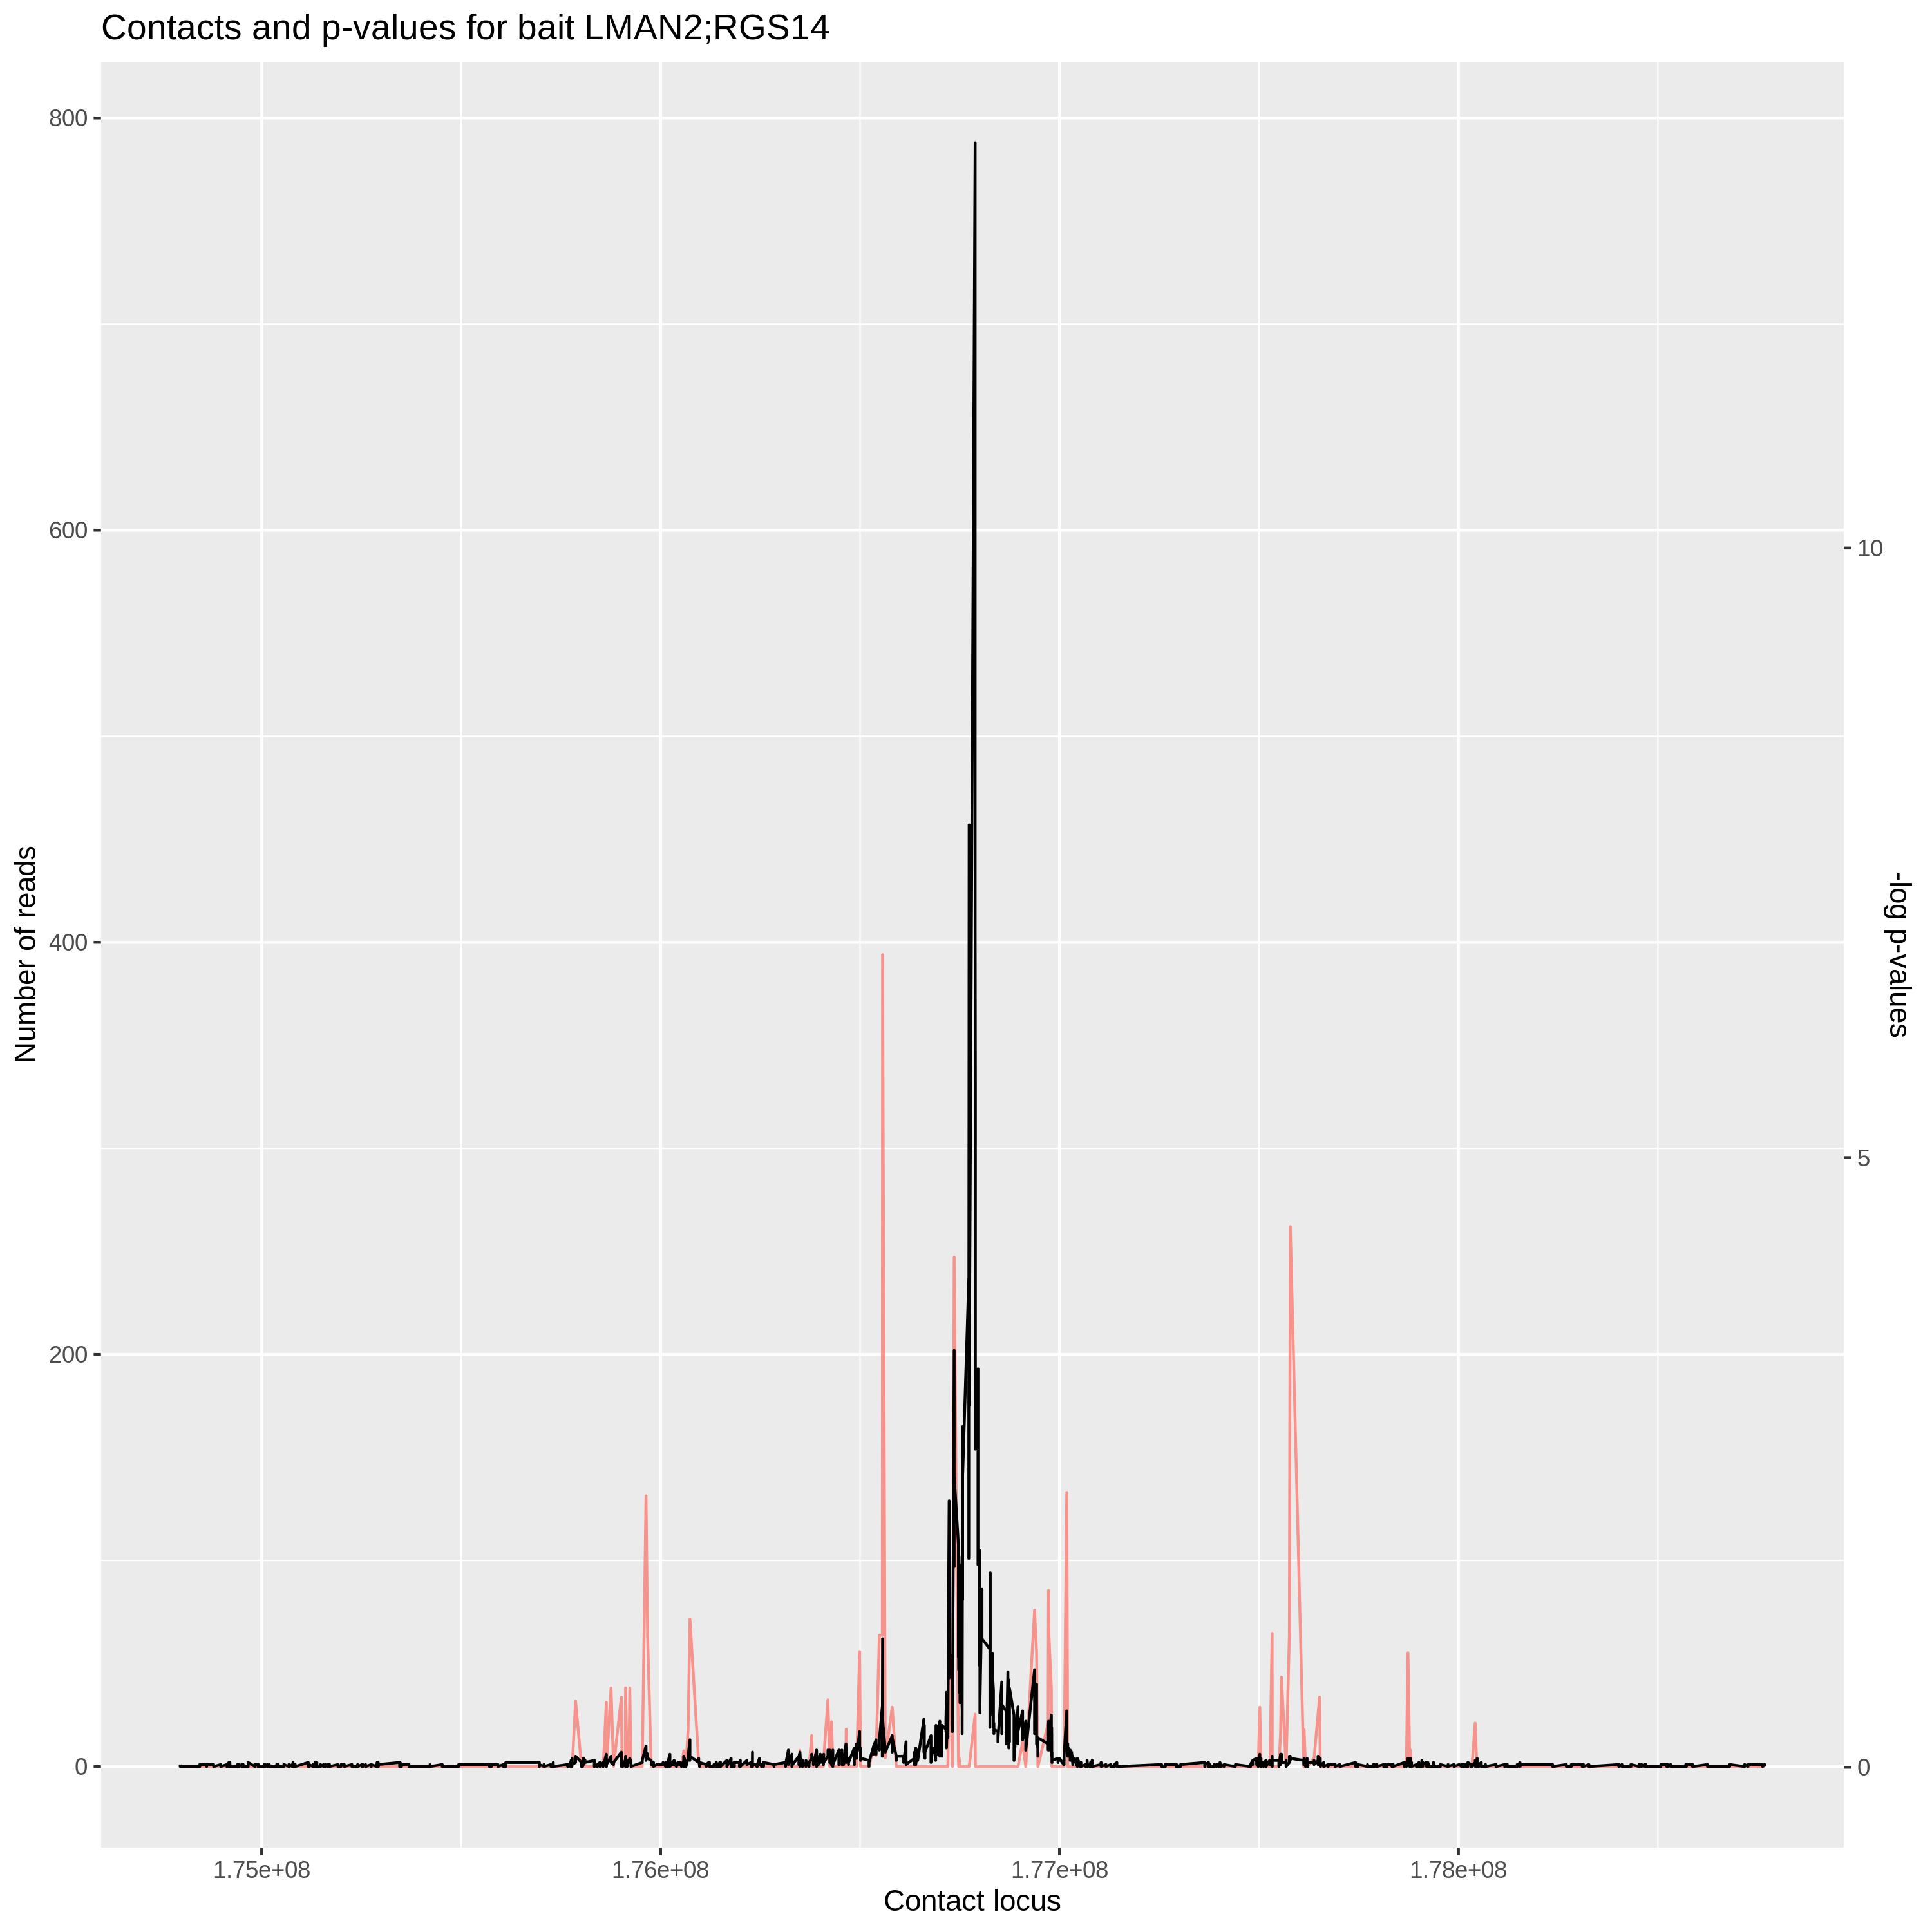 Contacts and p-values for bait LMAN2;RGS14
800
600
400
200
0
Number of reads
10
5
0
-log p-values
1.75e+08
1.76e+08
1.77e+08
1.78e+08
Contact locus